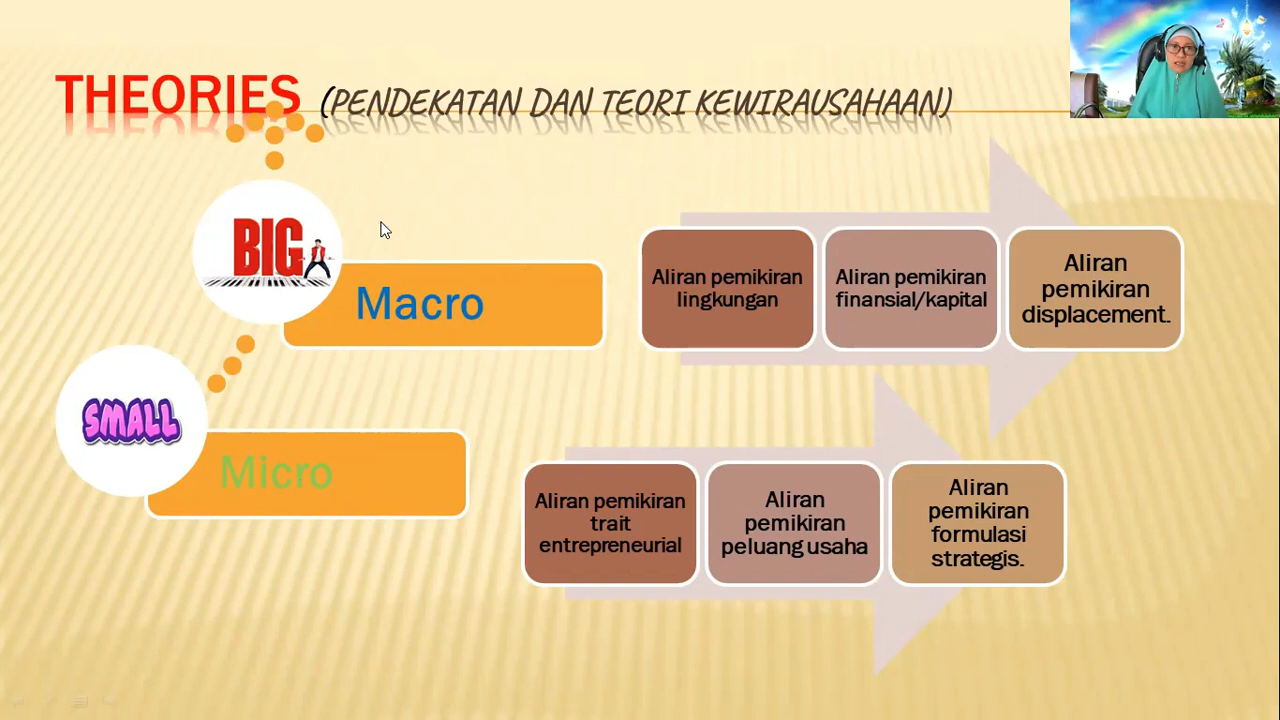 THEORIES (PENDEKATAN DAN TEORI KEWIRAUSAHAAN)
BIG
Macro
Aliran pemikiran
lingkungan
Aliran pemikiran
finansial/kapital
Aliran
pemikiran
displacement.
SMALL
Micro
Aliran pemikiran
trait
entrepreneurial
Aliran
pemikiran
peluang usaha
Aliran
pemikiran
formulasi
strategis.